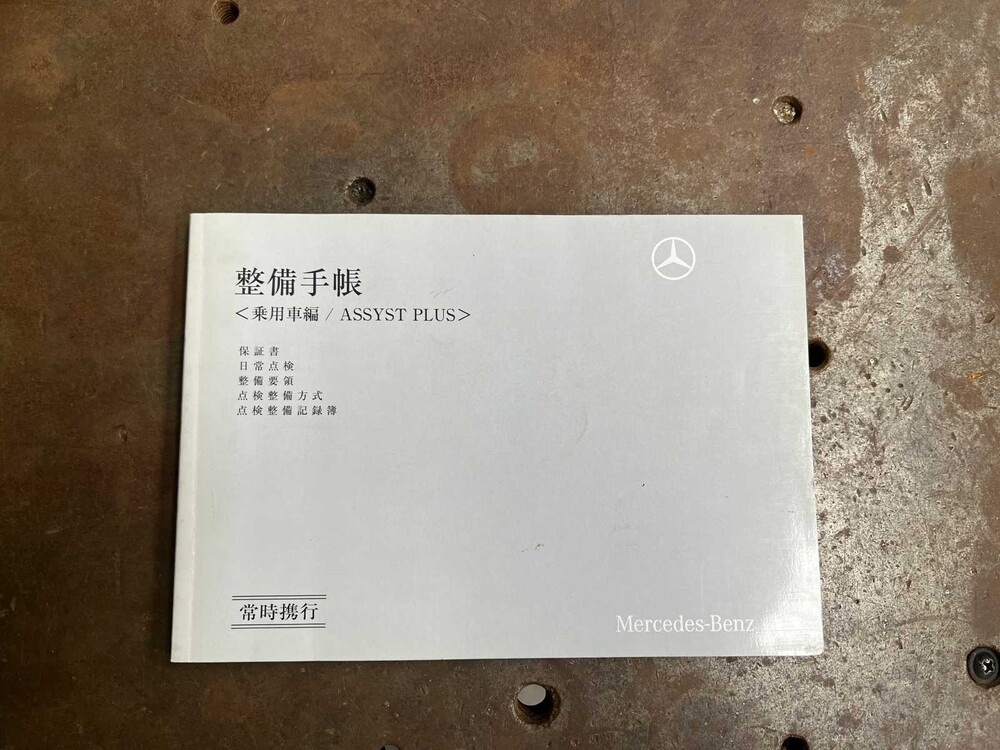 整備手帳
＜乗用車編 / ASSYST PLUS＞
保証書
日常点検
整備要領
点検整備方式
点検整備記録簿
常時携行
Mercedes-Benz